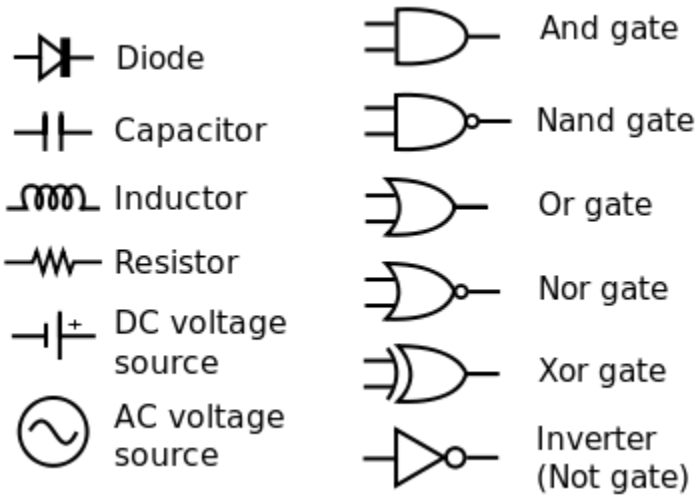 Diode
Capacitor
Inductor
Resistor
+
DC voltage
source
AC voltage
source
And gate
Nand gate
Or gate
Nor gate
Xor gate
Inverter
(Not gate)